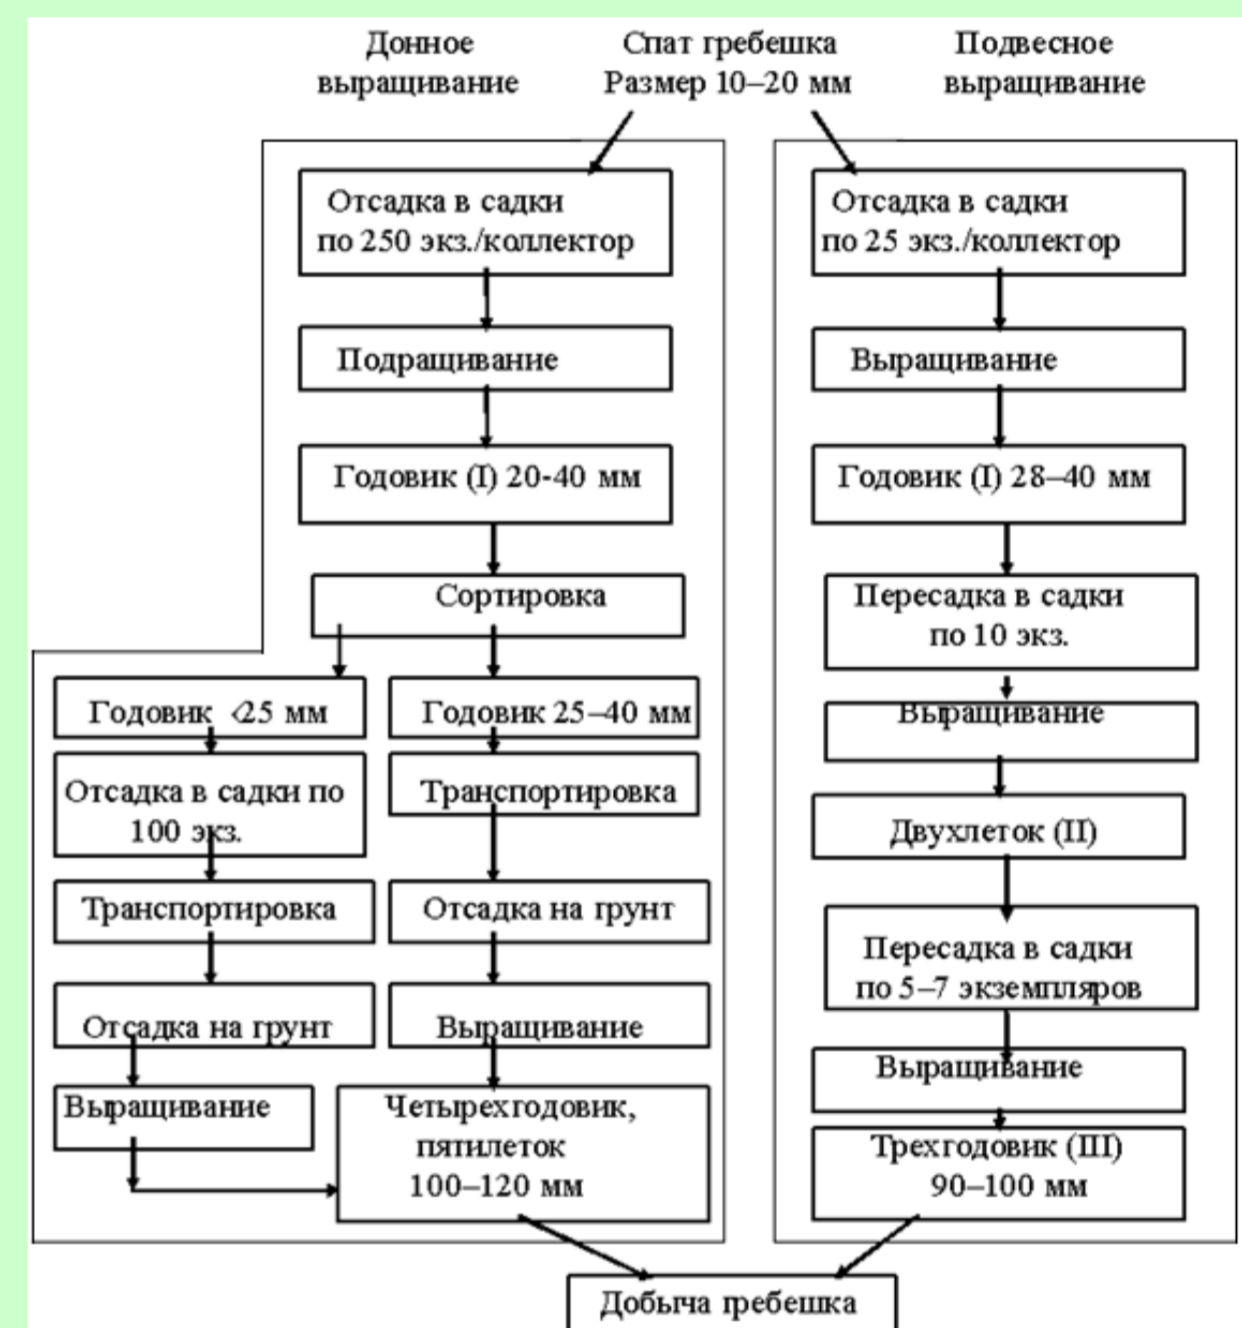 Донное
выращивание
Спат гребешка
Размер 10–20 мм
Подвесное
выращивание
Отсадка в садки
по 250 экз./коллектор
Подращивание
Годовик (I) 20-40 мм
Сортировка
Годовик <25 мм
Отсадка в садки по
100 экз.
Транспортировка
Отсадка на грунт
Выращивание
Годовик 25–40 мм
Транспортировка
Отсадка на грунт
Выращивание
Четырехгодовик,
пятилеток
100–120 мм
Отсадка в садки
по 25 экз./коллектор
Выращивание
Годовик (I) 28–40 мм
Пересадка в садки
по 10 экз.
Выращивание
Двухлеток (II)
Пересадка в садки
по 5–7 экземпляров
Выращивание
Трехгодовик (III)
90–100 мм
Добыча гребешка